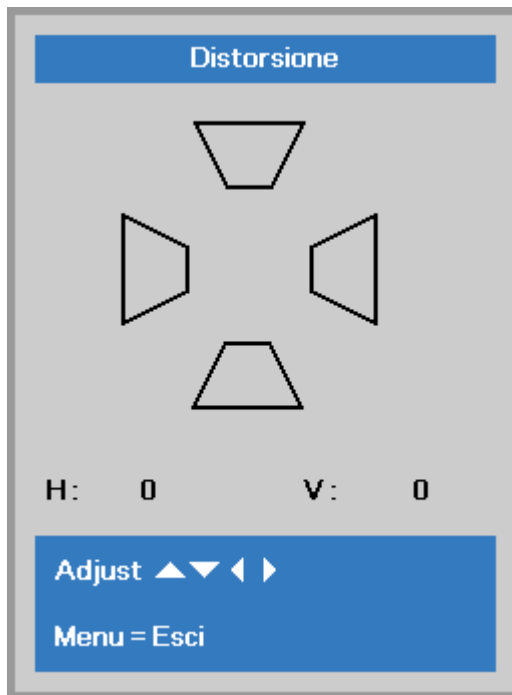 Distorsione
H: 0 V: 0
Adjust ▲▼◀▶
Menu = Esci